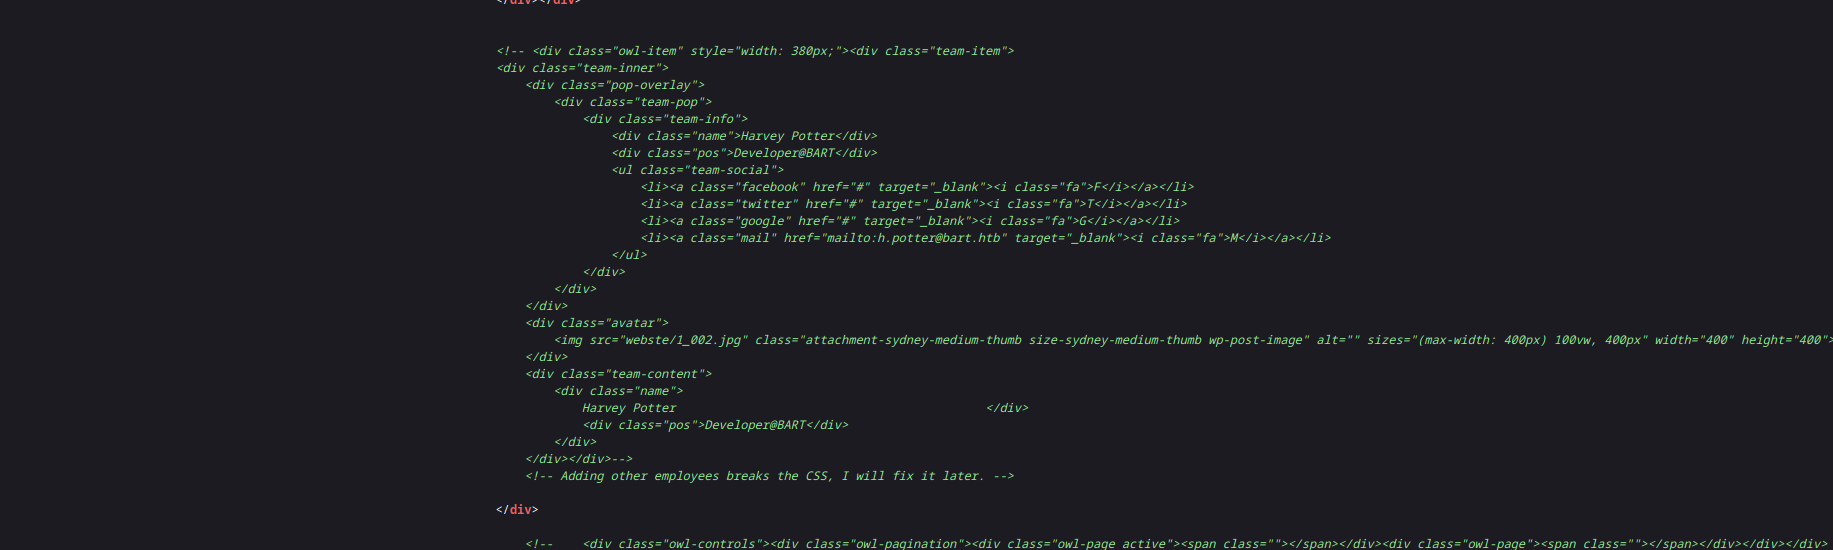 </div></div>
<!-- <div class="owl-item" style="width: 380px;"><div class="team-item">
<div class="team-inner">
<div class="pop-overlay">
<div class="team-pop">
<div class="team-info">
<div class="name">Harvey Potter</div>
<div class="pos">Developer@BART</div>
<ul class="team-social">
<li><a class="facebook" href="#" target="_blank"><i class="fa">F</i></a></li>
<li><a class="twitter" href="#" target="_blank"><i class="fa">T</i></a></li>
<li><a class="google" href="#" target="_blank"><i class="fa">G</i></a></li>
<li><a class="mail" href="mailto:h.potter@bart.htb" target="_blank"><i class="fa">M</i></a></li>
</ul>
</div>
</div>
</div>
<div class="avatar">
<img src="webste/1_002.jpg" class="attachment-sydney-medium-thumb size-sydney-medium-thumb wp-post-image" alt="" sizes="(max-width: 400px) 100vw, 400px" width="400" height="400">
</div>
<div class="team-content">
<div class="name">
Harvey Potter </div>
<div class="pos">Developer@BART</div>
</div>
</div></div>-->
<!-- Adding other employees breaks the CSS, I will fix it later. -->
</div>
<!-- <div class="owl-controls"><div class="owl-pagination"><div class="owl-page active"><span class=""></span></div><div class="owl-page"><span class=""></span></div></div></div>